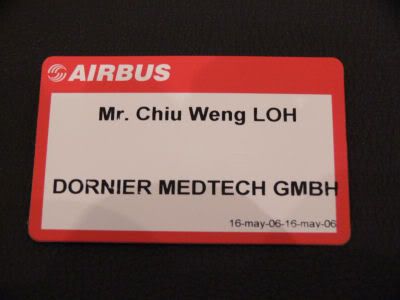 AIRBUS
Mr. Chiu Weng LOH
DORNIER MEDTECH GMBH
16-may-06-16-may-06